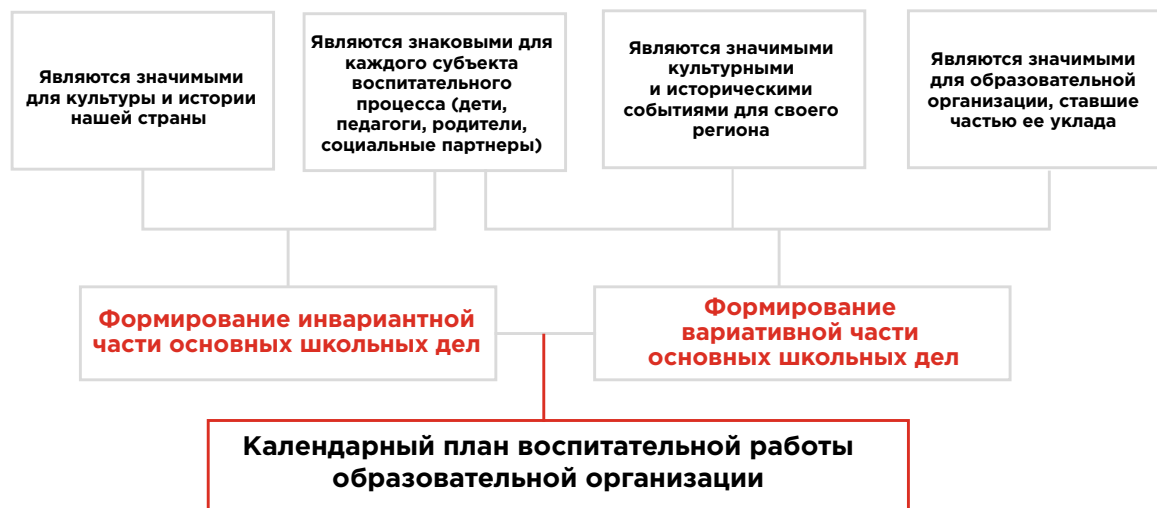 Являются значимыми
для культуры и истории
нашей страны
Являются знаковыми для
каждого субъекта
воспитательного
процесса (дети,
педагоги, родители,
социальные партнеры)
Являются значимыми
культурными
и историческими
событиями для своего
региона
Являются значимыми
для образовательной
организации, ставшие
частью ее уклада
Формирование инвариантной
части основных школьных дел
Формирование
вариативной части
основных школьных дел
Календарный план воспитательной работы
образовательной организации